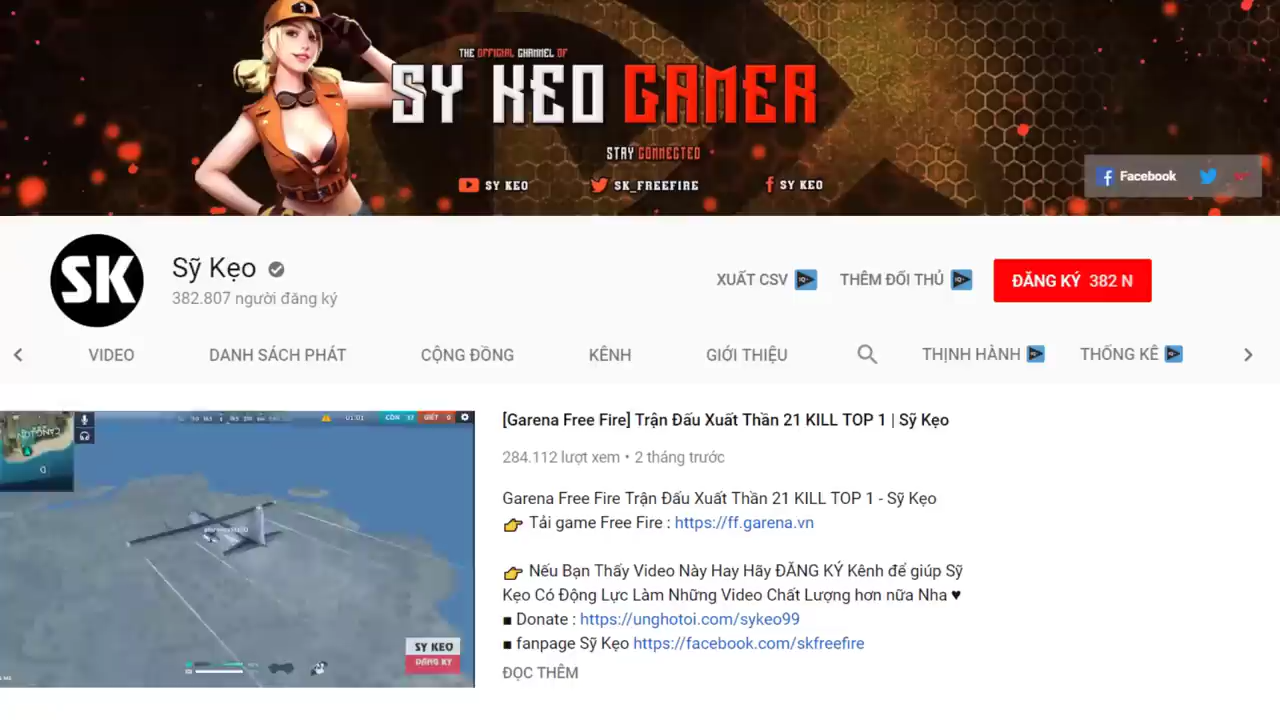 THE OFFICIAL CHANNEL OF
SY KEO GAMER
STAY CONNECTED
SY KEO SK_FREEFIRE SY KEO
Facebook
SK
Sỹ Kẹo
382.807 người đăng ký
XUẤT CSV THÊM ĐỐI THỦ ĐĂNG KÝ 382 N
VIDEO DANH SÁCH PHÁT CỘNG ĐỒNG KÊNH GIỚI THIỆU THỊNH HÀNH THỐNG KÊ
01:01 CÒN 37 GIẾT 0
SY KEO
ĐĂNG KÝ
[Garena Free Fire] Trận Đấu Xuất Thần 21 KILL TOP 1 | Sỹ Kẹo
284.112 lượt xem • 2 tháng trước
Garena Free Fire Trận Đấu Xuất Thần 21 KILL TOP 1 - Sỹ Kẹo
👉 Tải game Free Fire : https://ff.garena.vn
👉 Nếu Bạn Thấy Video Này Hay Hãy ĐĂNG KÝ Kênh để giúp Sỹ
Kẹo Có Động Lực Làm Những Video Chất Lượng hơn nữa Nha ♥
■ Donate : https://unghotoi.com/sykeo99
■ fanpage Sỹ Kẹo https://facebook.com/skfreefire
ĐỌC THÊM